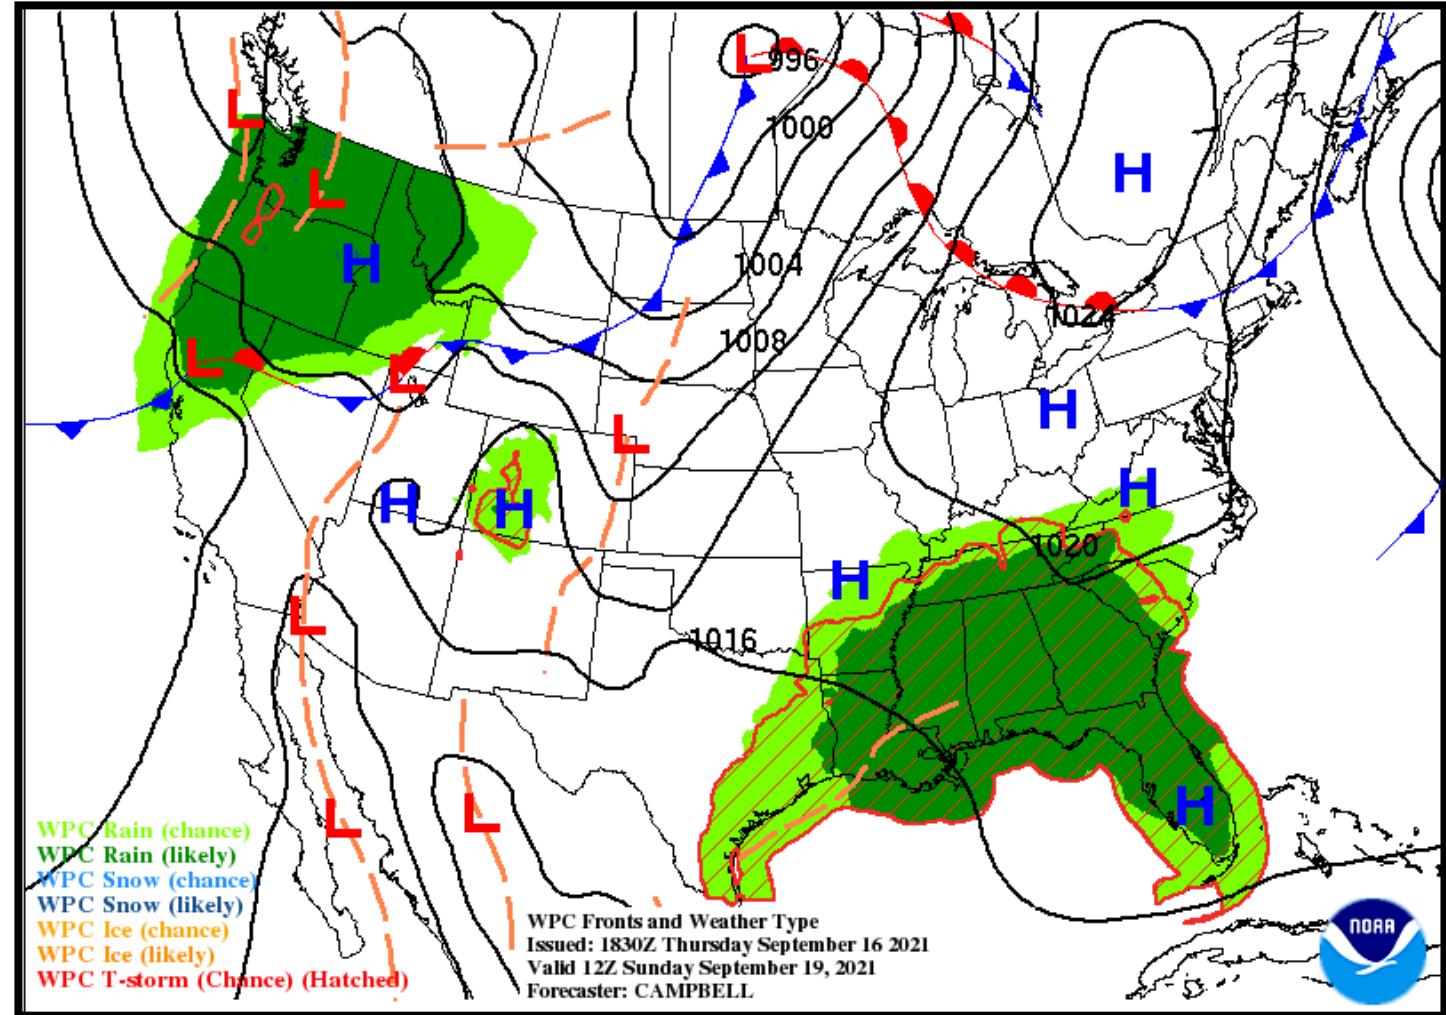 L
996
L
1000
H
L
H
1004
1024
1008
L
L
H
L
H
H
H
1020
H
L
1016
H
L
L
WPC Rain (chance)
WPC Rain (likely)
WPC Snow (chance)
WPC Snow (likely)
WPC Ice (chance)
WPC Ice (likely)
WPC T-storm (Chance) (Hatched)
WPC Fronts and Weather Type
Issued: 1830Z Thursday September 16 2021
Valid 12Z Sunday September 19, 2021
Forecaster: CAMPBELL
NOAA